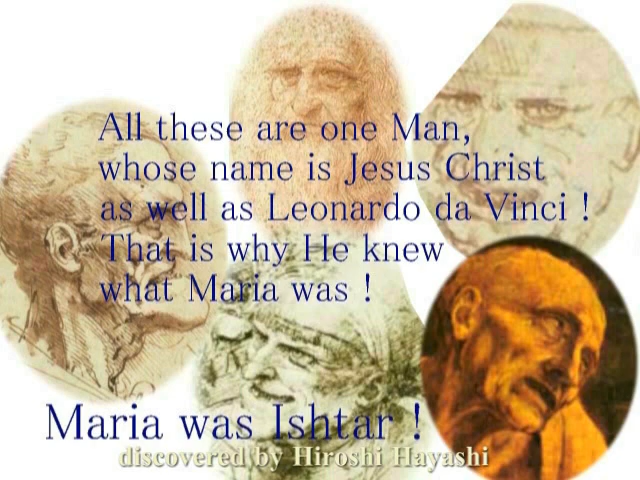 All these are one Man,
whose name is Jesus Christ
as well as Leonardo da Vinci !
That is why He knew
what Maria was !
Maria was Ishtar !
discovered by Hiroshi Hayashi